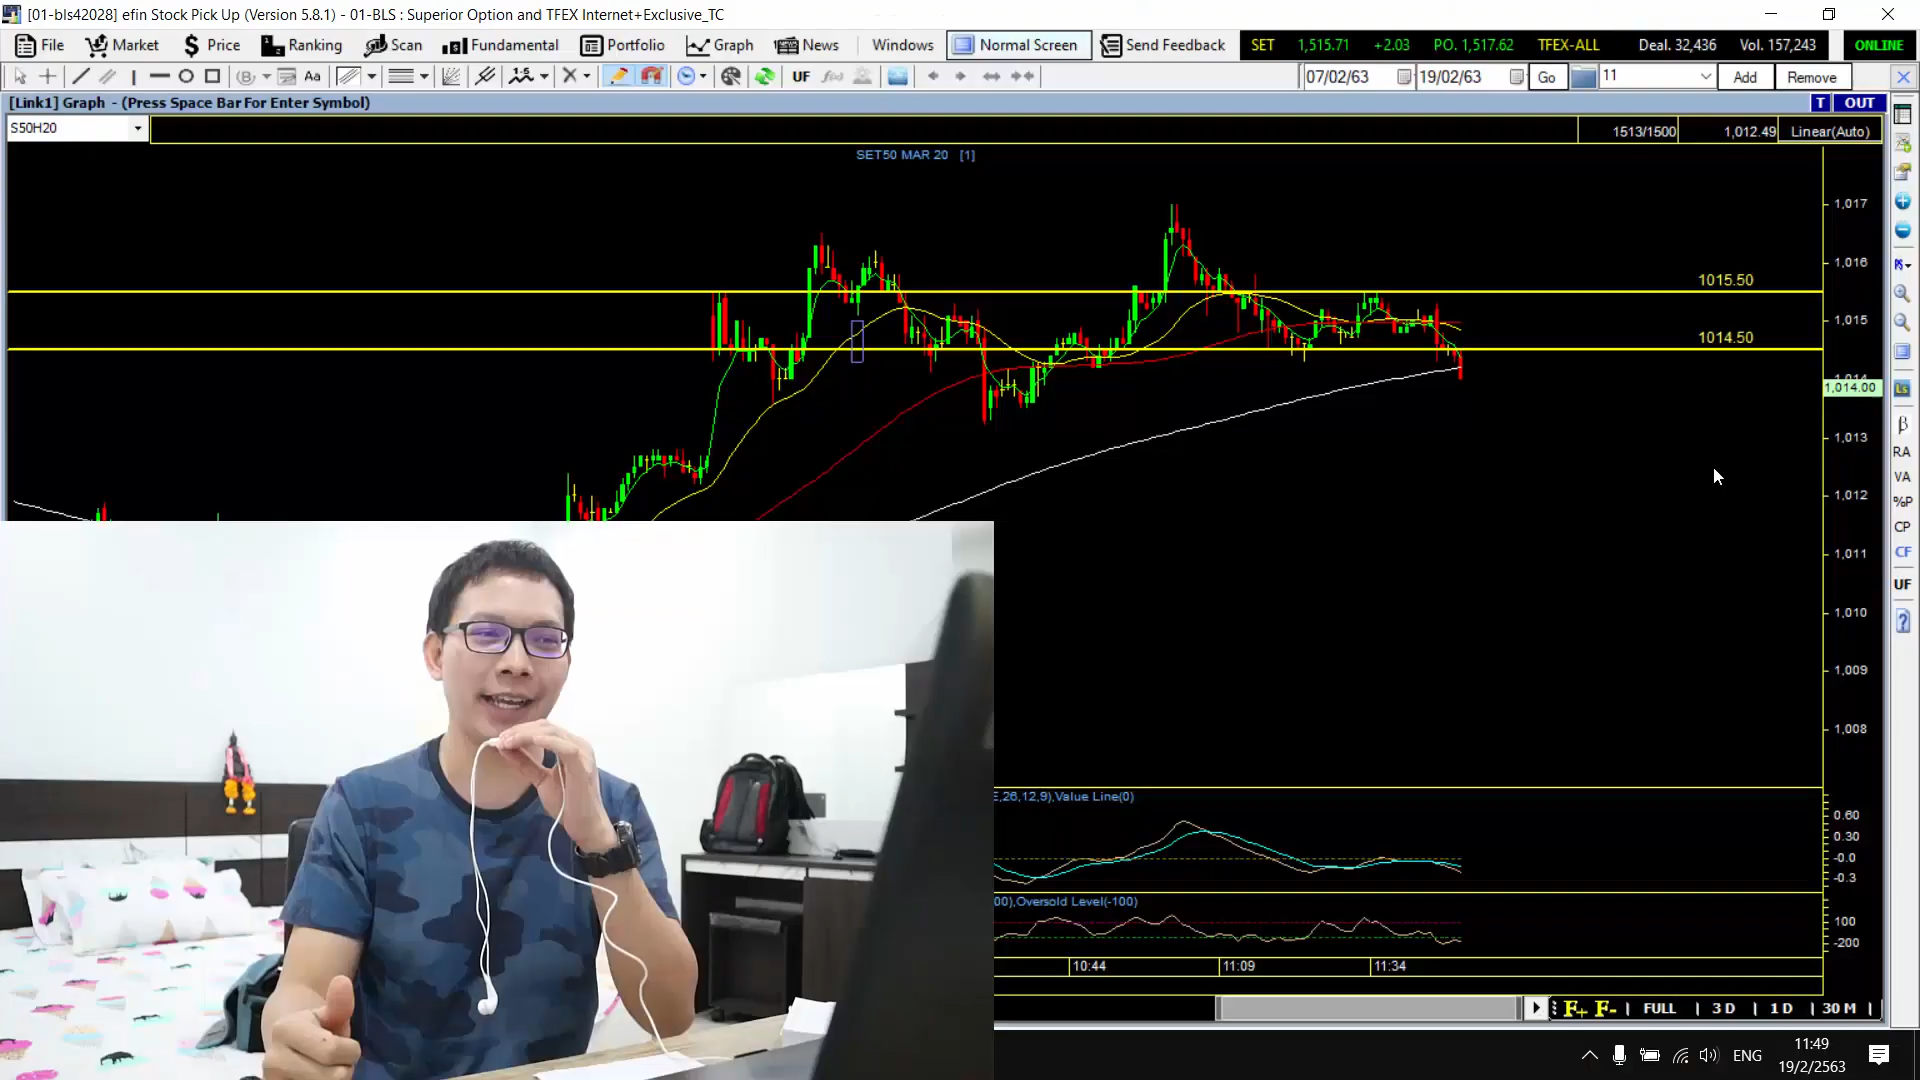 [01-bls42028] efin Stock Pick Up (Version 5.8.1) - 01-BLS : Superior Option and TFEX Internet+Exclusive_TC
File Market Price Ranking Scan Fundamental Portfolio Graph News Windows Normal Screen Send Feedback SET 1,515.71 +2.03 PO. 1,517.62 TFEX-ALL Deal. 32,436 Vol. 157,243 ONLINE
Aa 1-5 UF 07/02/63 19/02/63 Go 11 Add Remove
[Link1] Graph - (Press Space Bar For Enter Symbol) T OUT
S50H20 1513/1500 1,012.49 Linear(Auto)
SET50 MAR 20 [1]
1,017
1,016
1015.50
1,015
1014.50
1,014
1,014.00
1,013
1,012
1,011
1,010
1,009
1,008
β
RA
VA
%P
CP
CF
UF
?
E,26,12,9),Value Line(0)
0.60
0.30
-0.0
-0.3
00),Oversold Level(-100)
100
-200
10:44 11:09 11:34
F+ F- FULL 3 D 1 D 30 M
ENG 11:49
19/2/2563